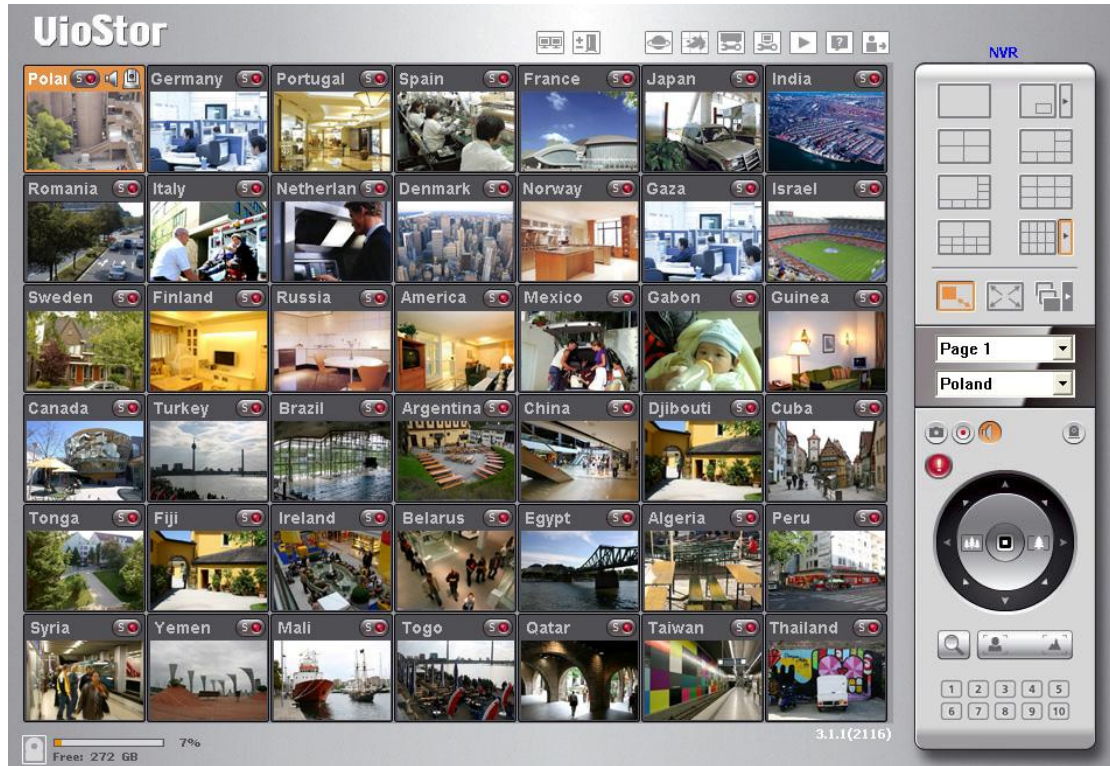 VioStor
NVR
Polar S
Germany S
Portugal S
Spain S
France S
Japan S
India S
Romania S
Italy S
Netherlan S
Denmark S
Norway S
Gaza S
Israel S
Sweden S
Finland S
Russia S
America S
Mexico S
Gabon S
Guinea S
Page 1
Poland
Canada S
Turkey S
Brazil S
Argentina S
China S
Djibouti S
Cuba S
Tonga S
Fiji S
Ireland S
Belarus S
Egypt S
Algeria S
Peru S
Syria S
Yemen S
Mali S
Togo S
Qatar S
Taiwan S
Thailand S
1 2 3 4 5
6 7 8 9 10
3.1.1(2116)
7%
Free: 272 GB